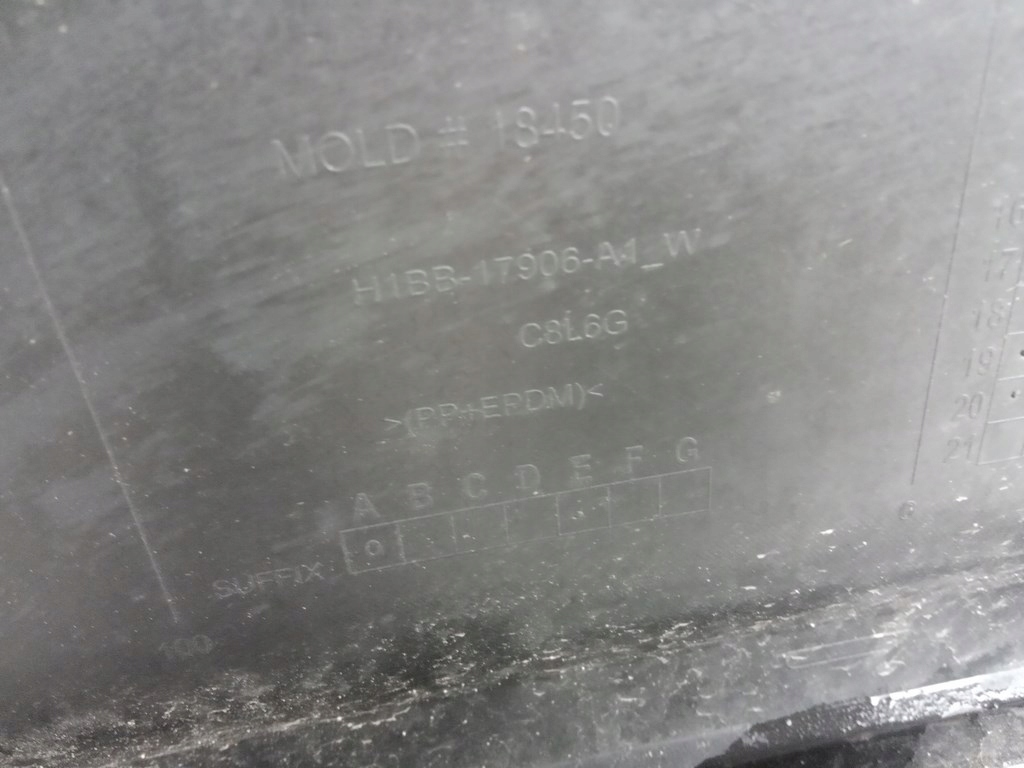 MOLD # 18450
H1BB-17906-A1_W
C8L6G
>(PP+EPDM)<
A B C D E F G
SUFFIX
16
17
18
19
20
21